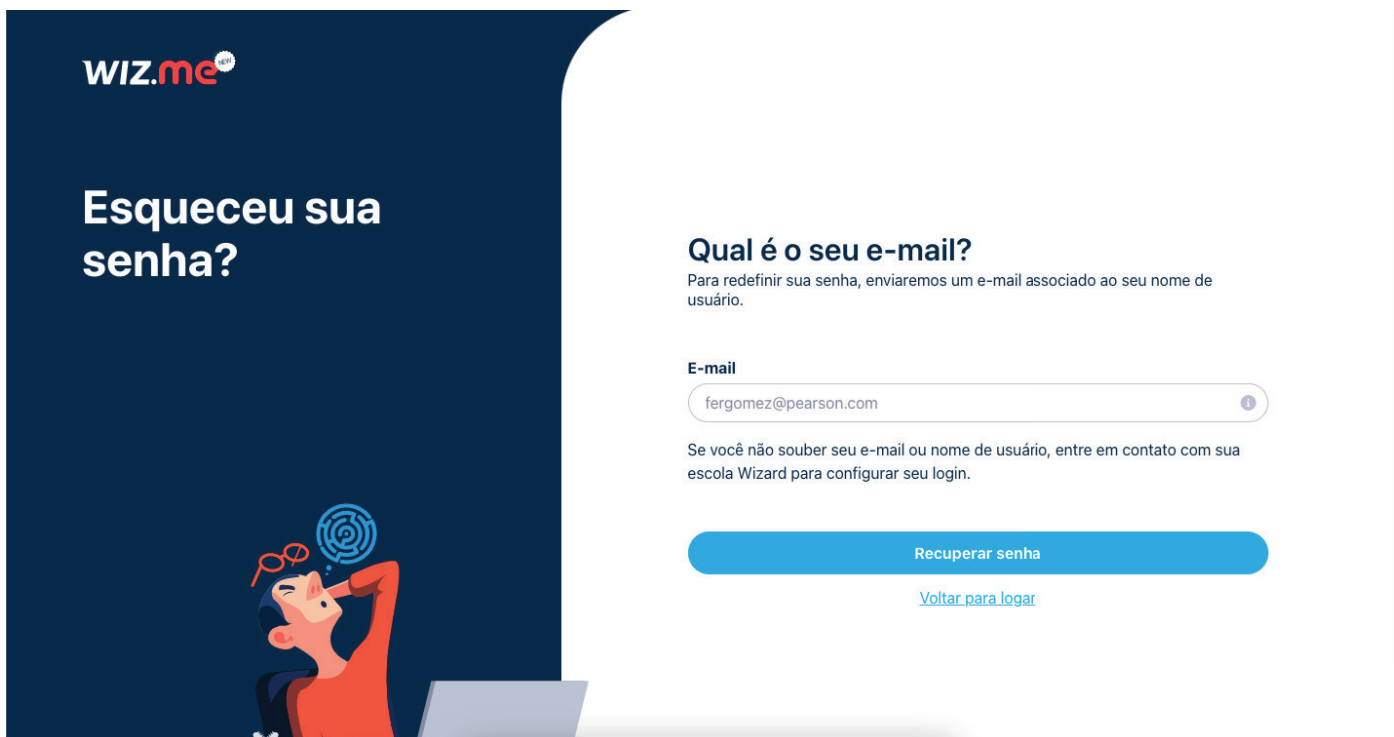 WIZ.me NEW
Esqueceu sua
senha?
Qual é o seu e-mail?
Para redefinir sua senha, enviaremos um e-mail associado ao seu nome de
usuário.
E-mail
fergomez@pearson.com
Se você não souber seu e-mail ou nome de usuário, entre em contato com sua
escola Wizard para configurar seu login.
Recuperar senha
Voltar para logar